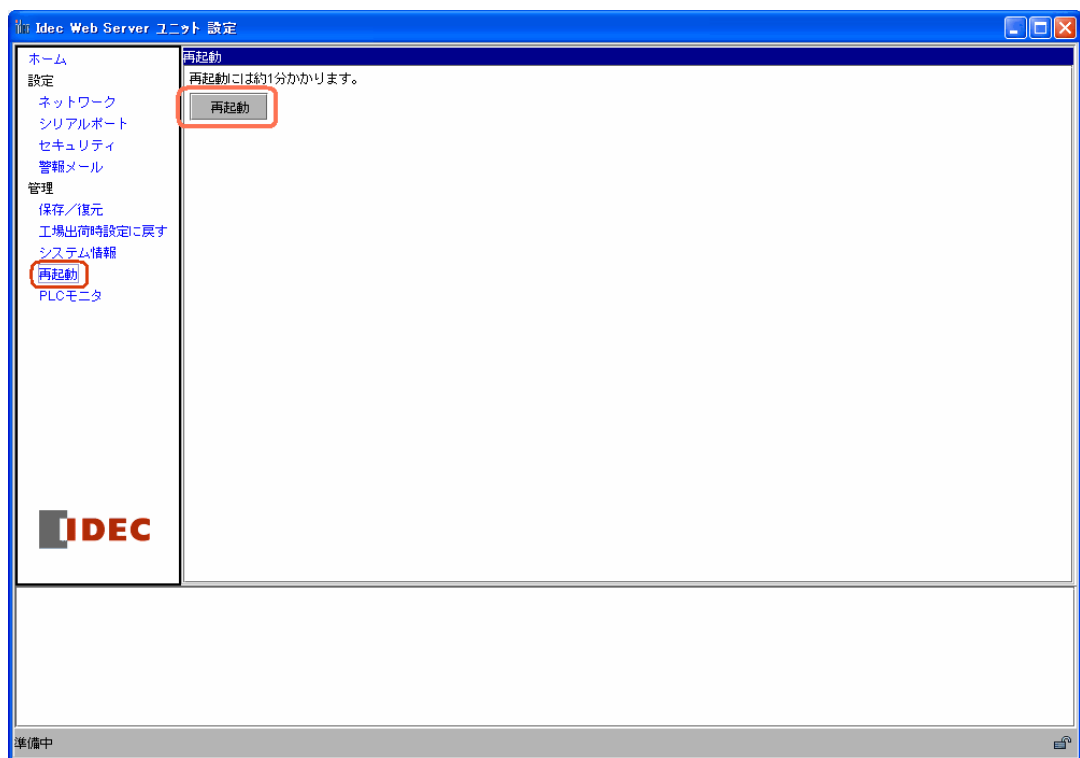 Idec Web Server ユニット 設定
ホーム
設定
ネットワーク
シリアルポート
セキュリティ
警報メール
管理
保存／復元
工場出荷時設定に戻す
システム情報
再起動
PLCモニタ
IDEC
再起動
再起動には約1分かかります。
再起動
準備中